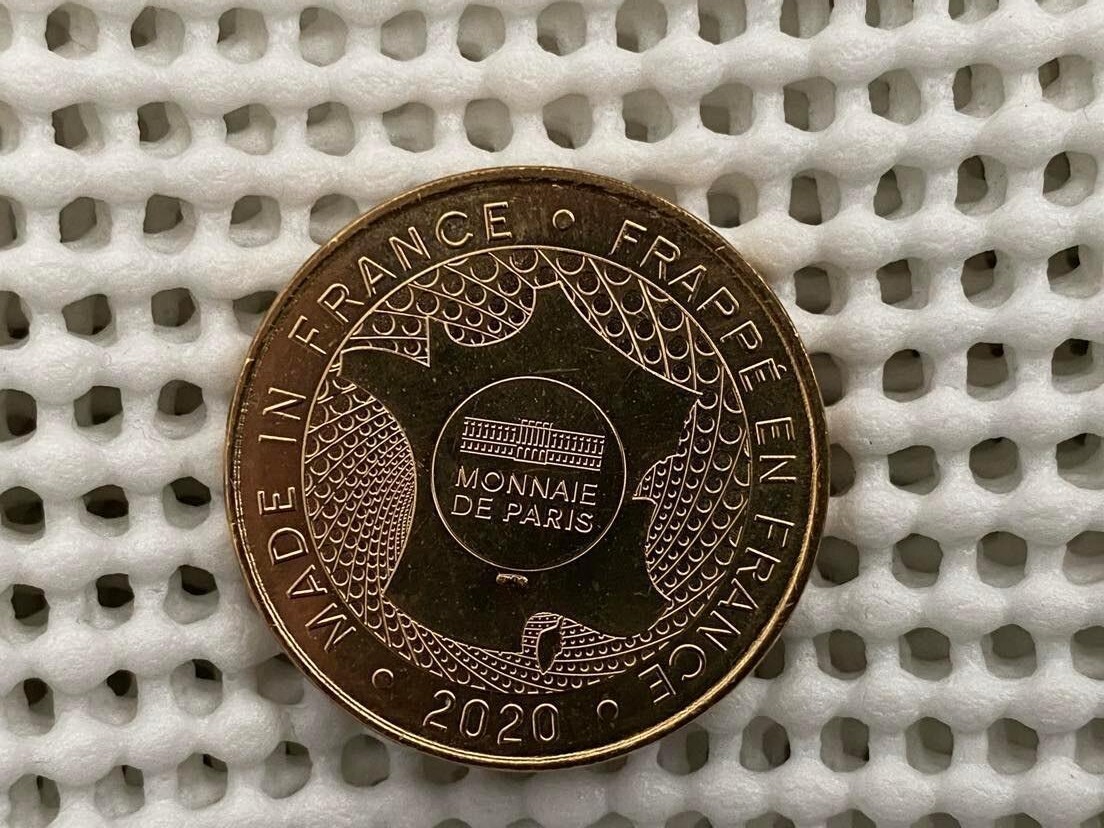 MADE IN FRANCE
FRAPPÉ EN FRANCE
2020
MONNAIE
DE PARIS